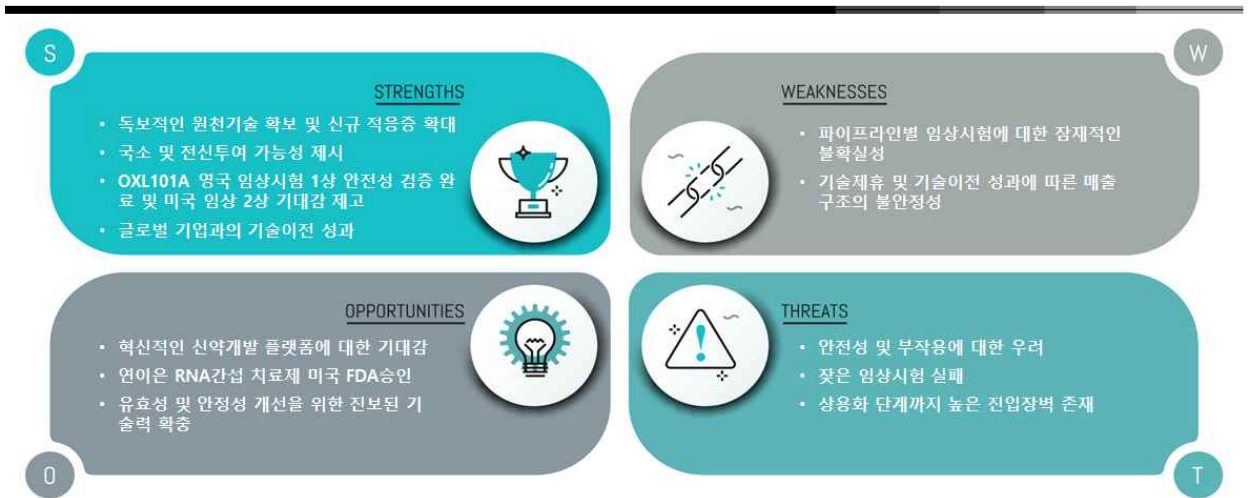 S
STRENGTHS
• 독보적인 원천기술 확보 및 신규 적응증 확대
• 국소 및 전신투여 가능성 제시
• OXL101A 영국 임상시험 1상 안전성 검증 완
료 및 미국 임상 2상 기대감 제고
• 글로벌 기업과의 기술이전 성과
W
WEAKNESSES
• 파이프라인별 임상시험에 대한 잠재적인
불확실성
• 기술제휴 및 기술이전 성과에 따른 매출
구조의 불안정성
OPPORTUNITIES
• 혁신적인 신약개발 플랫폼에 대한 기대감
• 연이은 RNA간섭 치료제 미국 FDA승인
• 유효성 및 안정성 개선을 위한 진보된 기
술력 확충
O
THREATS
• 안전성 및 부작용에 대한 우려
• 잦은 임상시험 실패
• 상용화 단계까지 높은 진입장벽 존재
T